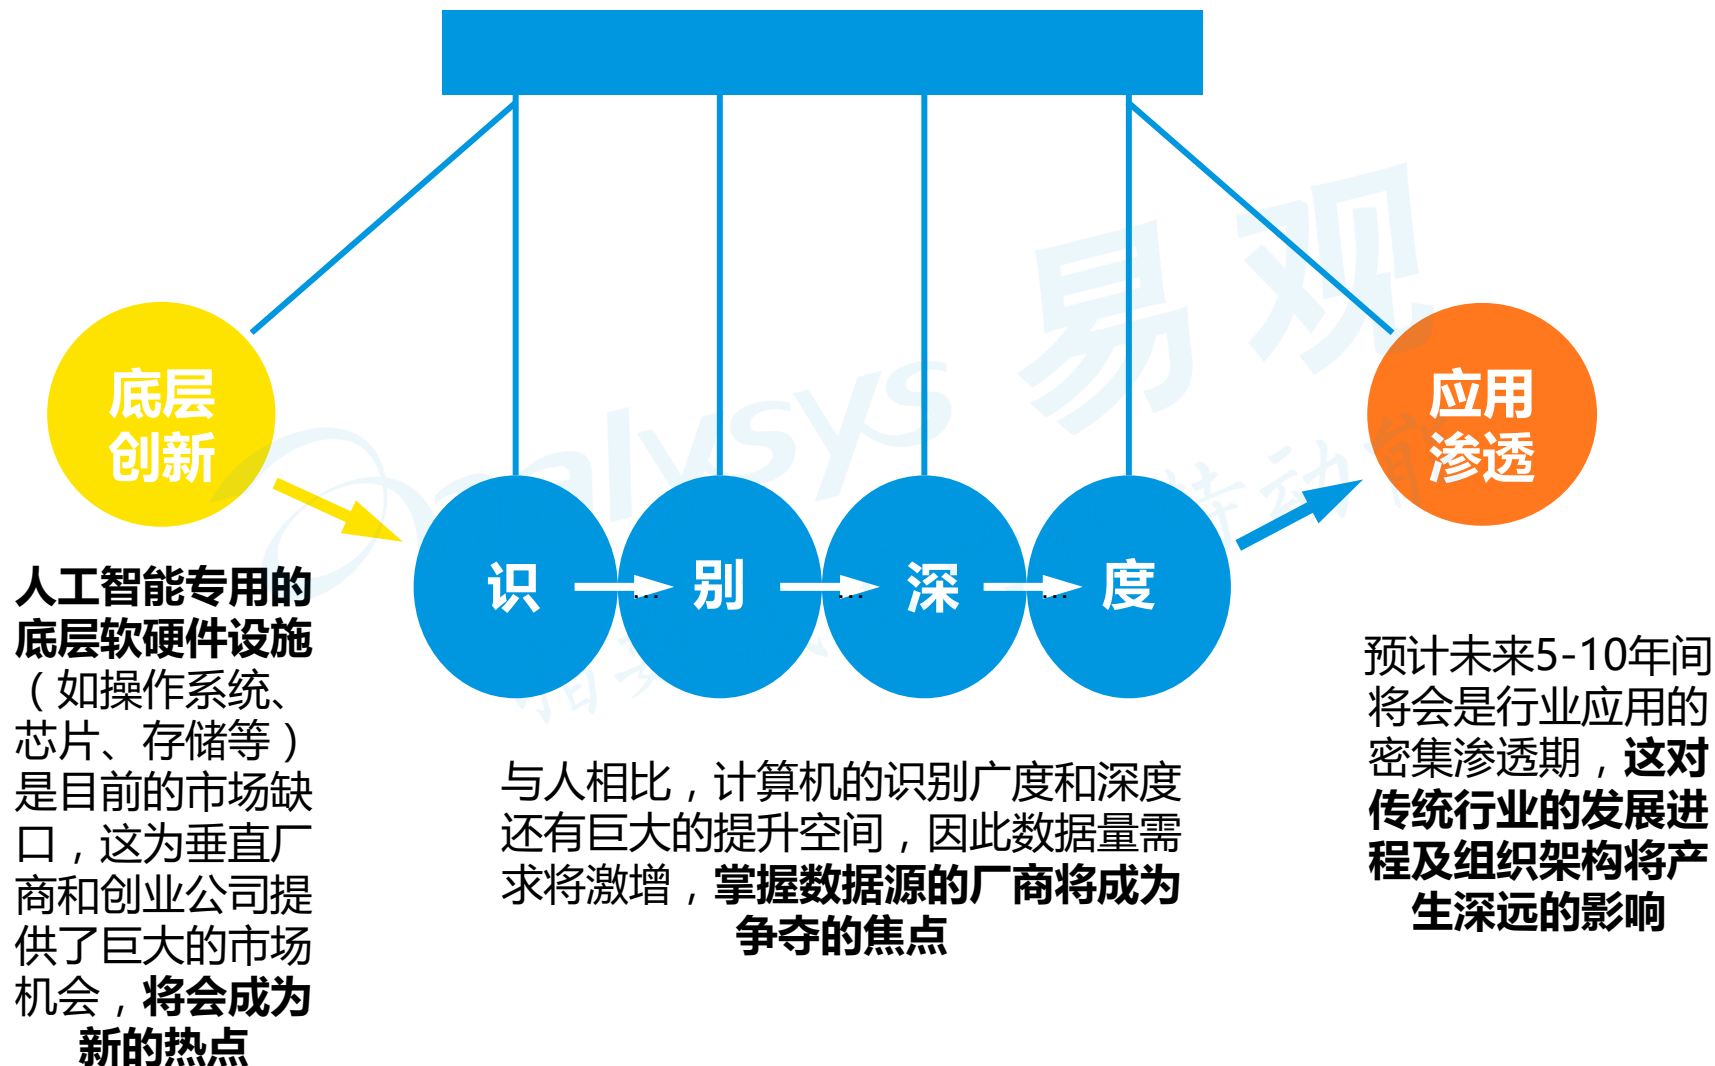 底层
创新
应用
渗透
识
别
深
度
人工智能专用的
底层软硬件设施
（如操作系统、
芯片、存储等）
是目前的市场缺
口，这为垂直厂
商和创业公司提
供了巨大的市场
机会，将会成为
新的热点
与人相比，计算机的识别广度和深度
还有巨大的提升空间，因此数据量需
求将激增，掌握数据源的厂商将成为
争夺的焦点
预计未来5-10年间
将会是行业应用的
密集渗透期，这对
传统行业的发展进
程及组织架构将产
生深远的影响
analysys 易观